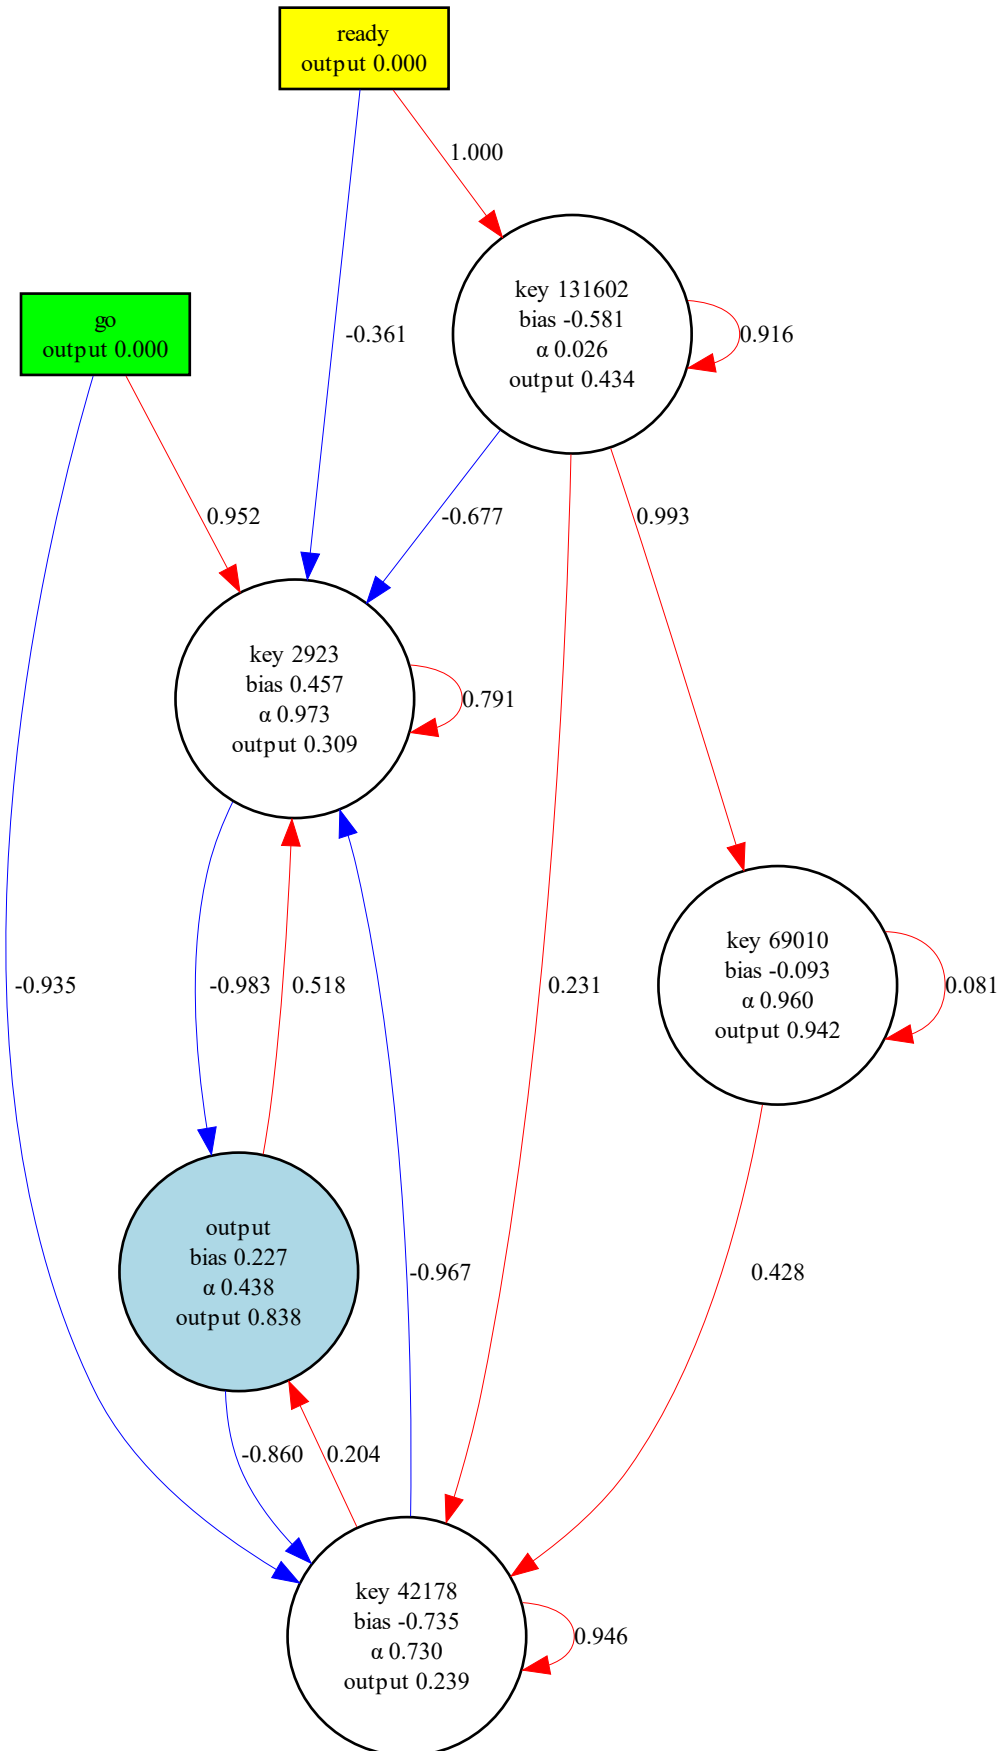 ready
output 0.000
1.000
key 131602
bias -0.581
α 0.026
output 0.434
0.916
-0.361
go
output 0.000
0.952
-0.677
0.993
key 2923
bias 0.457
α 0.973
output 0.309
0.791
key 69010
bias -0.093
α 0.960
output 0.942
0.081
-0.935
-0.983
0.518
0.231
output
bias 0.227
α 0.438
output 0.838
-0.967
0.428
-0.860
0.204
key 42178
bias -0.735
α 0.730
output 0.239
0.946